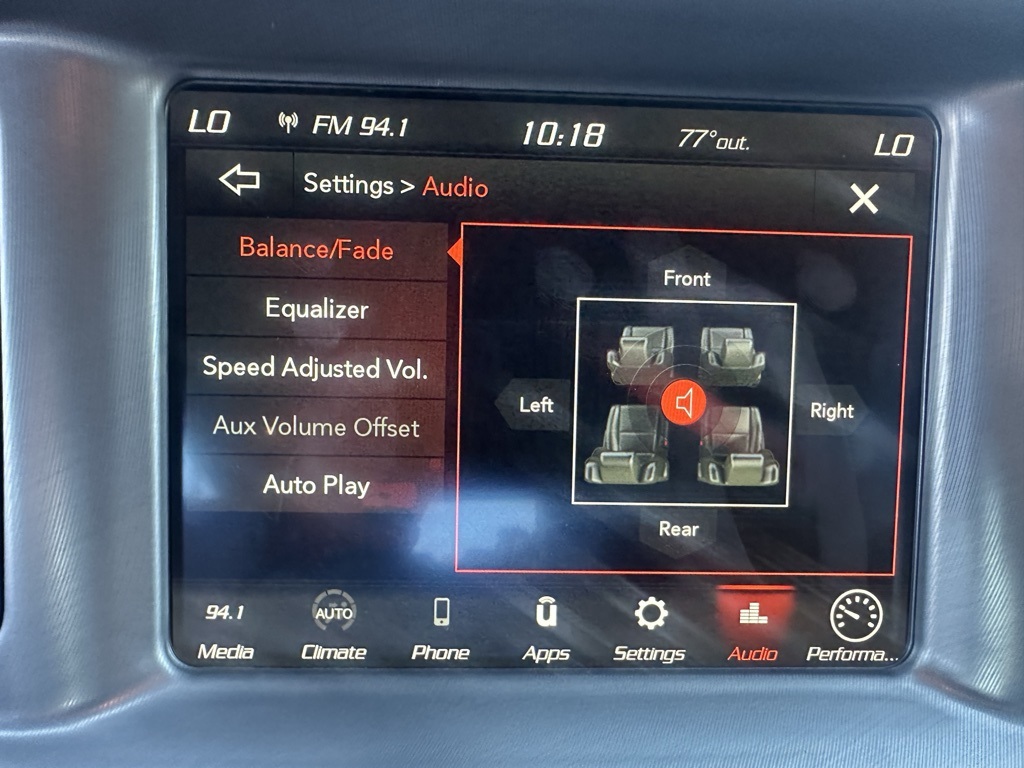 LO FM 94.1 10:18 77°out. LO
Settings > Audio
Balance/Fade
Equalizer
Speed Adjusted Vol.
Aux Volume Offset
Auto Play
Front
Left
Right
Rear
94.1 AUTO ū
Media Climate Phone Apps Settings Audio Performa...